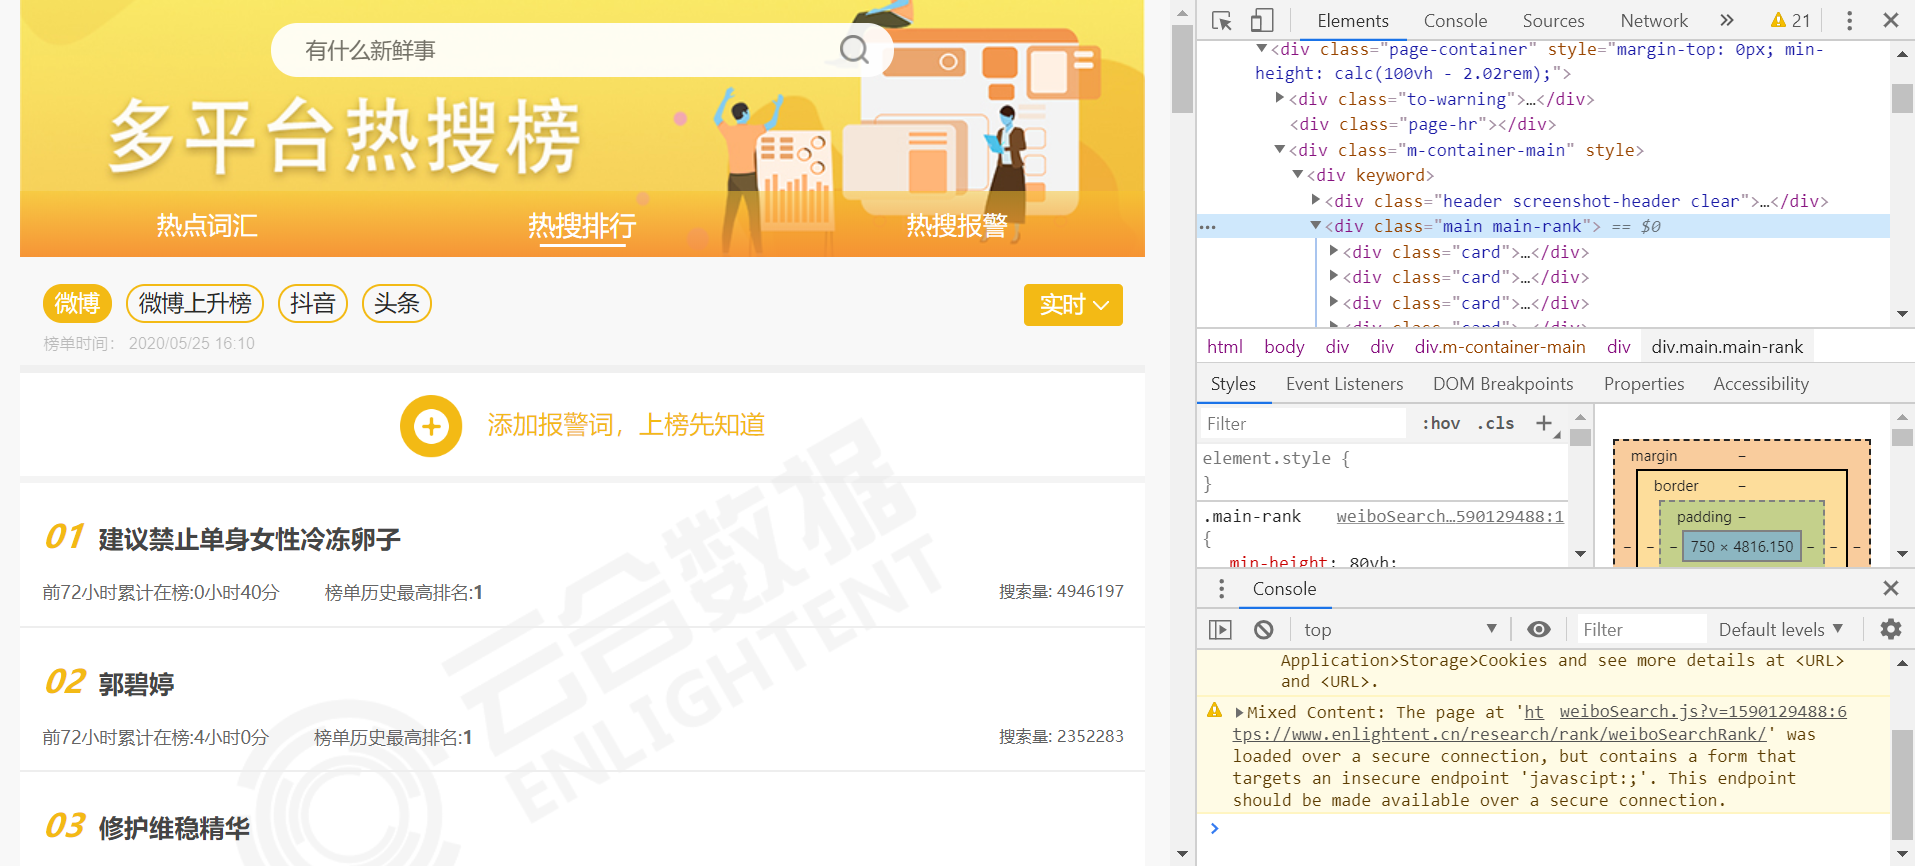 有什么新鲜事
多平台热搜榜
热点词汇 热搜排行 热搜报警
微博 微博上升榜 抖音 头条 实时
榜单时间： 2020/05/25 16:10
添加报警词，上榜先知道
01 建议禁止单身女性冷冻卵子
前72小时累计在榜:0小时40分 榜单历史最高排名:1 搜索量: 4946197
02 郭碧婷
前72小时累计在榜:4小时0分 榜单历史最高排名:1 搜索量: 2352283
03 修护维稳精华
云合数据
ENLIGHTENT
Elements Console Sources Network » 21
<div class="page-container" style="margin-top: 0px; min-
height: calc(100vh - 2.02rem);">
<div class="to-warning">…</div>
<div class="page-hr"></div>
<div class="m-container-main" style>
<div keyword>
<div class="header screenshot-header clear">…</div>
<div class="main main-rank"> == $0
<div class="card">…</div>
<div class="card">…</div>
<div class="card">…</div>
<div class="card">…</div>
html body div div div.m-container-main div div.main.main-rank
Styles Event Listeners DOM Breakpoints Properties Accessibility
Filter :hov .cls +
element.style {
}
.main-rank weiboSearch…590129488:1
{
min-height: 80vh;
margin –
border –
padding –
– – – 750 × 4816.150 – – –
Console
top Filter Default levels
Application>Storage>Cookies and see more details at <URL>
and <URL>.
Mixed Content: The page at 'ht weiboSearch.js?v=1590129488:6
tps://www.enlightent.cn/research/rank/weiboSearchRank/' was
loaded over a secure connection, but contains a form that
targets an insecure endpoint 'javascipt:;'. This endpoint
should be made available over a secure connection.